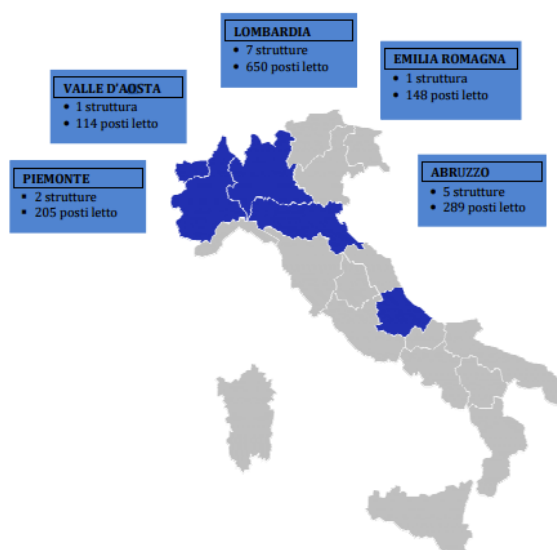 LOMBARDIA
• 7 strutture
• 650 posti letto
EMILIA ROMAGNA
• 1 struttura
• 148 posti letto
VALLE D'AOSTA
• 1 struttura
• 114 posti letto
PIEMONTE
• 2 strutture
• 205 posti letto
ABRUZZO
• 5 strutture
• 289 posti letto